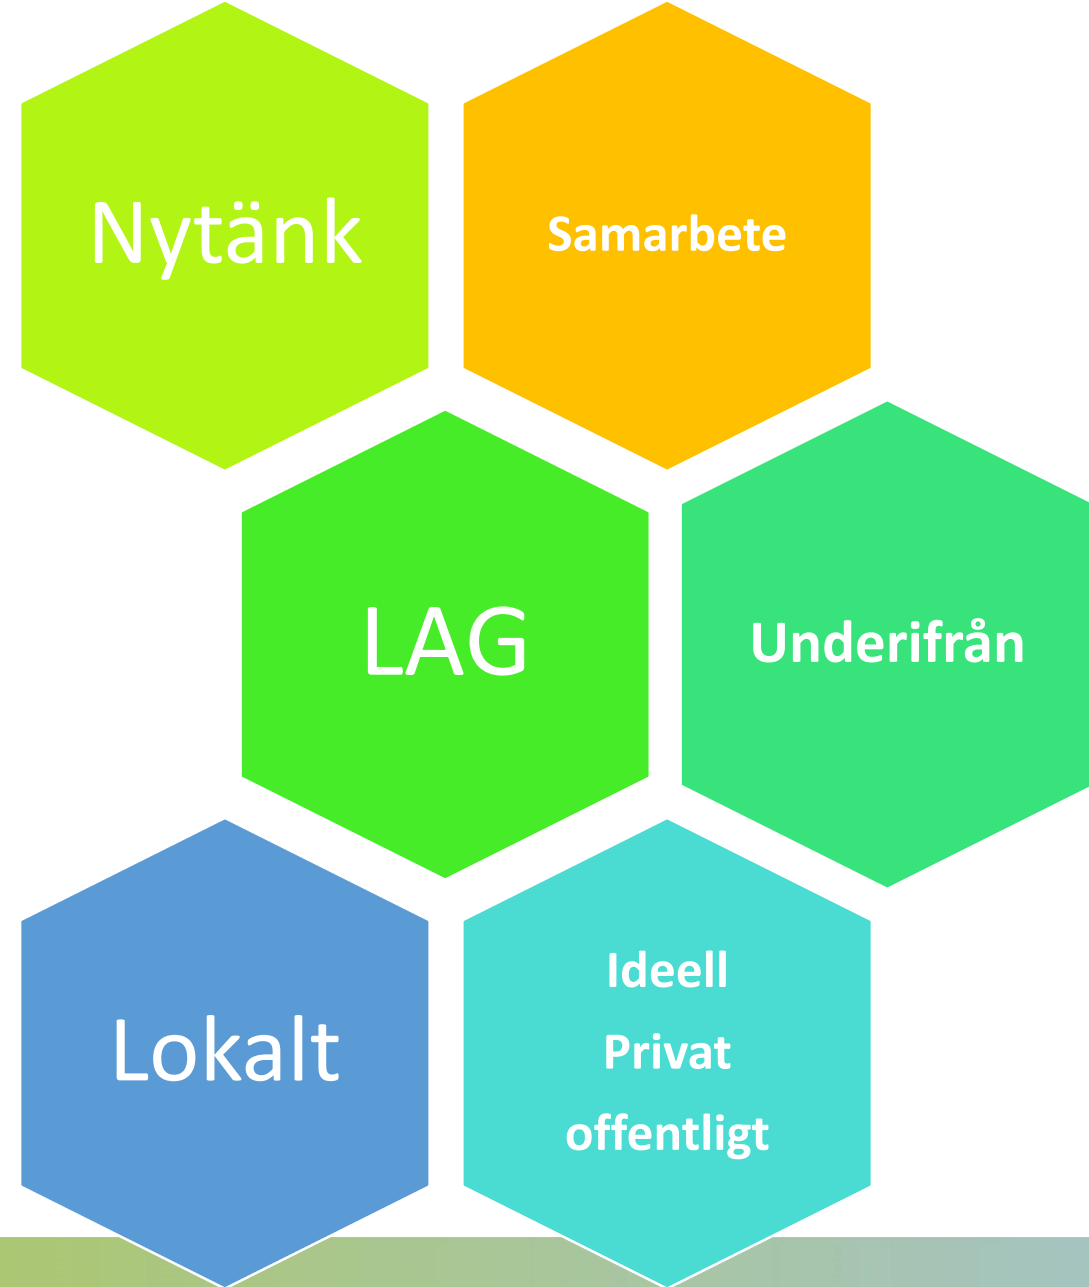 Nytänk
Samarbete
LAG
Underifrån
Lokalt
Ideell
Privat
offentligt